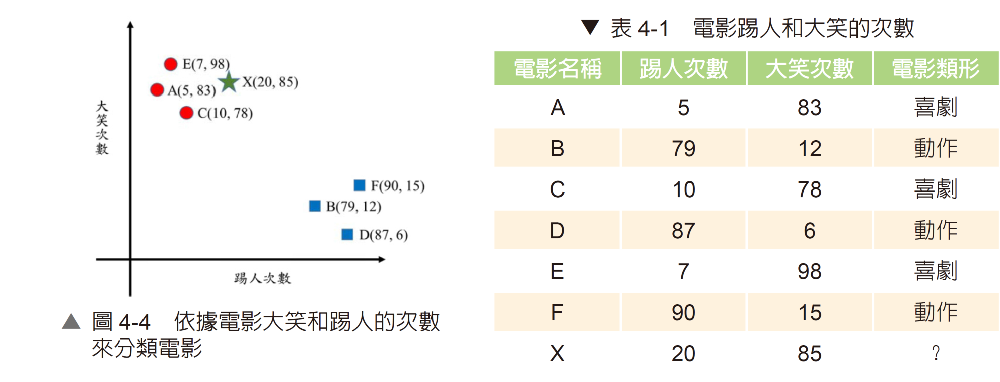 E(7, 98)
X(20, 85)
A(5, 83)
C(10, 78)
大笑次數
F(90, 15)
B(79, 12)
D(87, 6)
踢人次數
▲ 圖 4-4 依據電影大笑和踢人的次數
來分類電影
▼ 表 4-1 電影踢人和大笑的次數
電影名稱 踢人次數 大笑次數 電影類形
A 5 83 喜劇
B 79 12 動作
C 10 78 喜劇
D 87 6 動作
E 7 98 喜劇
F 90 15 動作
X 20 85 ?